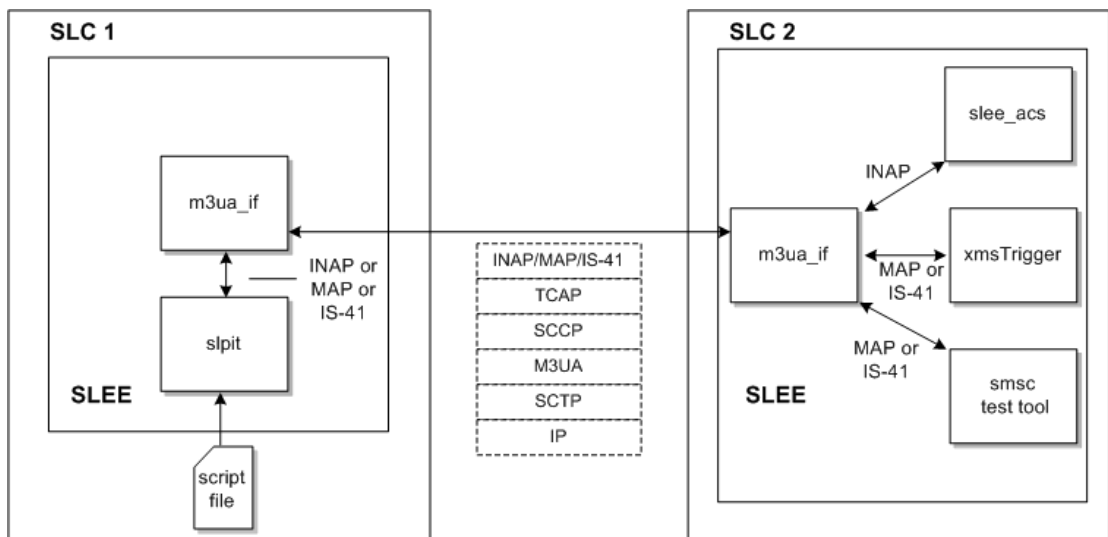 SLC 1
m3ua_if
INAP or
MAP or
IS-41
slpit
SLEE
script
file
INAP/MAP/IS-41
TCAP
SCCP
M3UA
SCTP
IP
SLC 2
slee_acs
INAP
m3ua_if
xmsTrigger
MAP or
IS-41
MAP or
IS-41
smsc
test tool
SLEE